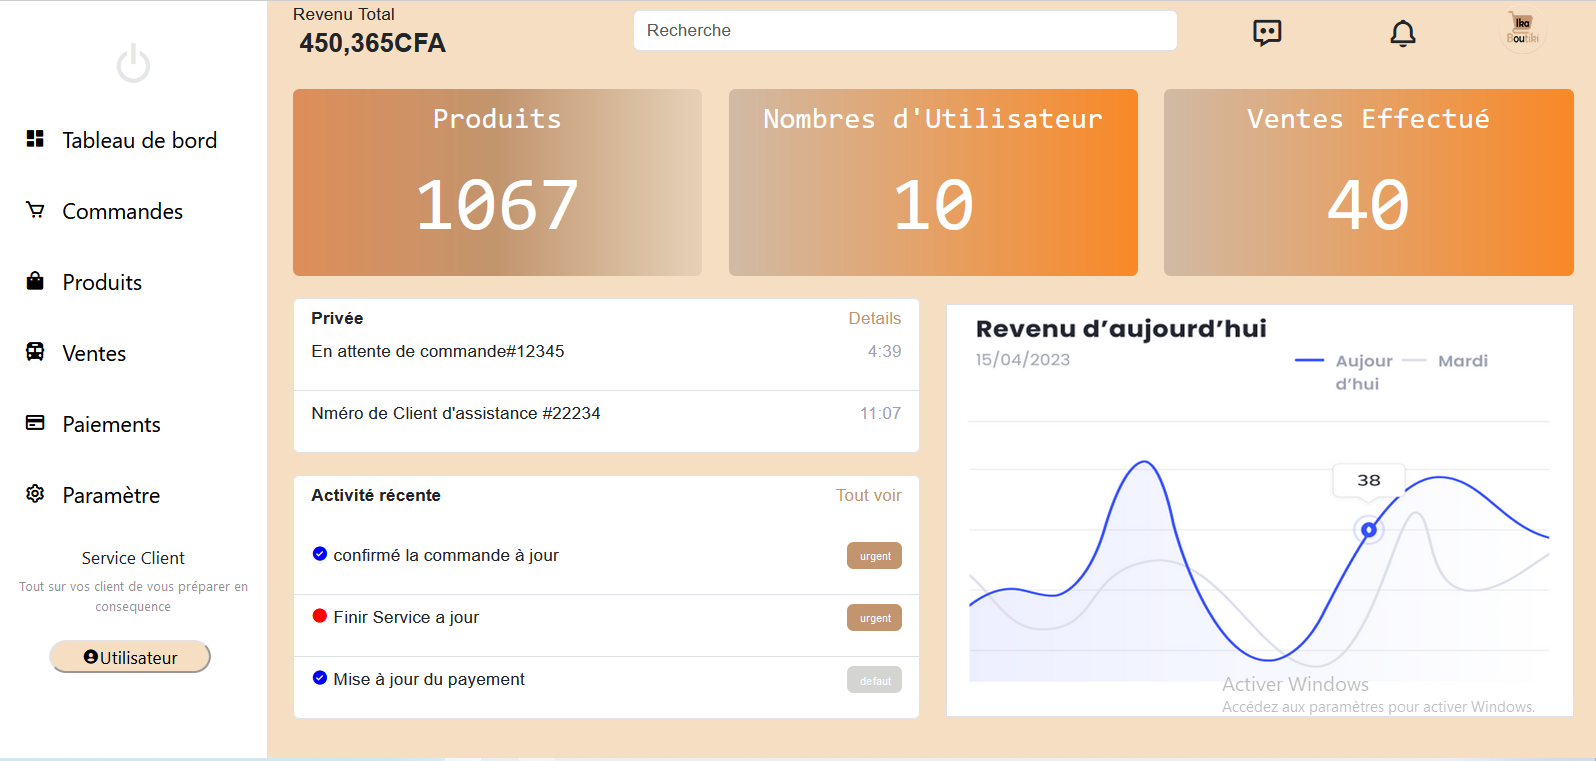 Revenu Total
450,365CFA
Recherche
Ika
Boutiki
Tableau de bord
Commandes
Produits
Ventes
Paiements
Paramètre
Service Client
Tout sur vos client de vous préparer en
consequence
Utilisateur
Produits
1067
Nombres d'Utilisateur
10
Ventes Effectué
40
Privée Details
En attente de commande#12345 4:39
Nméro de Client d'assistance #22234 11:07
Activité récente Tout voir
confirmé la commande à jour urgent
Finir Service a jour urgent
Mise à jour du payement defaut
Revenu d’aujourd’hui
15/04/2023
Aujour
d’hui
Mardi
38
Activer Windows
Accédez aux paramètres pour activer Windows.